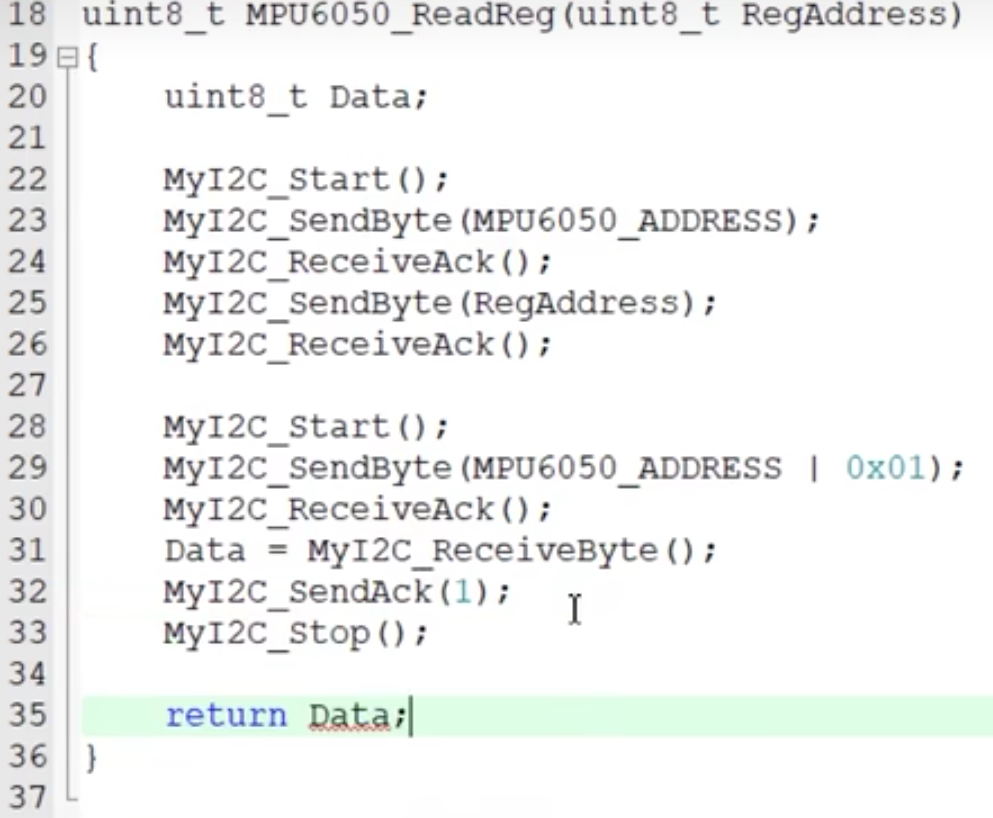 18 uint8_t MPU6050_ReadReg(uint8_t RegAddress)
19 {
20     uint8_t Data;
21
22     MyI2C_Start();
23     MyI2C_SendByte(MPU6050_ADDRESS);
24     MyI2C_ReceiveAck();
25     MyI2C_SendByte(RegAddress);
26     MyI2C_ReceiveAck();
27
28     MyI2C_Start();
29     MyI2C_SendByte(MPU6050_ADDRESS | 0x01);
30     MyI2C_ReceiveAck();
31     Data = MyI2C_ReceiveByte();
32     MyI2C_SendAck(1);
33     MyI2C_Stop();
34
35     return Data;
36 }
37